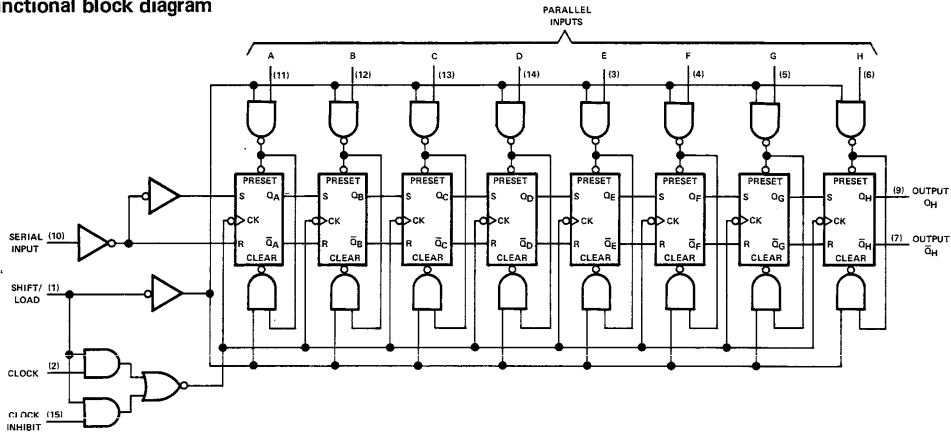 nctional block diagram
PARALLEL
INPUTS
A B C D E F G H
(11) (12) (13) (14) (3) (4) (5) (6)
PRESET PRESET PRESET PRESET PRESET PRESET PRESET PRESET
S QA S QB S QC S QD S QE S QF S QG S QH (9) OUTPUT
QH
CK CK CK CK CK CK CK CK
SERIAL (10)
INPUT
R Q̅A R Q̅B R Q̅C R Q̅D R Q̅E R Q̅F R Q̅G R Q̅H (7) OUTPUT
Q̅H
CLEAR CLEAR CLEAR CLEAR CLEAR CLEAR CLEAR CLEAR
SHIFT/ (1)
LOAD
CLOCK (2)
CLOCK (15)
INHIBIT